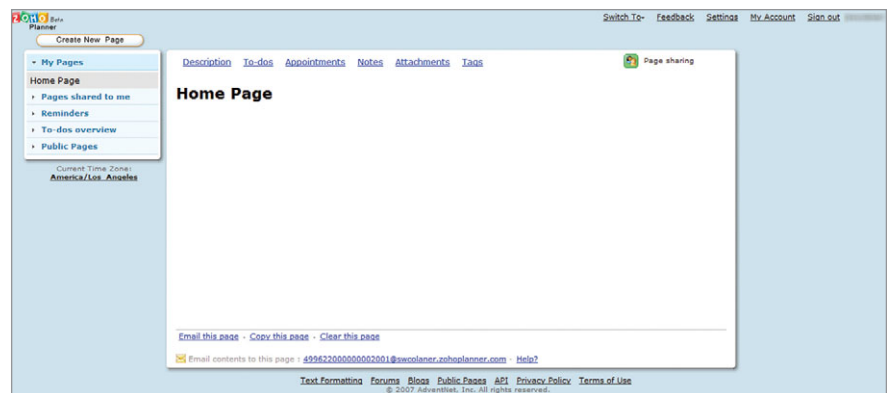 ZOHO Beta Switch To- Feedback Settings My Account Sign out
Planner
Create New Page
My Pages
Home Page
Pages shared to me
Reminders
To-dos overview
Public Pages
Current Time Zone:
America/Los_Angeles
Description To-dos Appointments Notes Attachments Tags Page sharing
Home Page
Email this page - Copy this page - Clear this page
Email contents to this page : 499622000000002001@swcolaner.zohoplanner.com - Help?
Text Formatting Forums Blogs Public Pages API Privacy Policy Terms of Use
© 2007 AdventNet, Inc. All rights reserved.